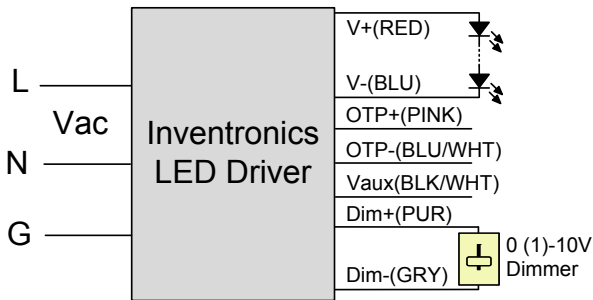 L
Vac
N
G
Inventronics
LED Driver
V+(RED)
V-(BLU)
OTP+(PINK)
OTP-(BLU/WHT)
Vaux(BLK/WHT)
Dim+(PUR)
Dim-(GRY)
0 (1)-10V
Dimmer